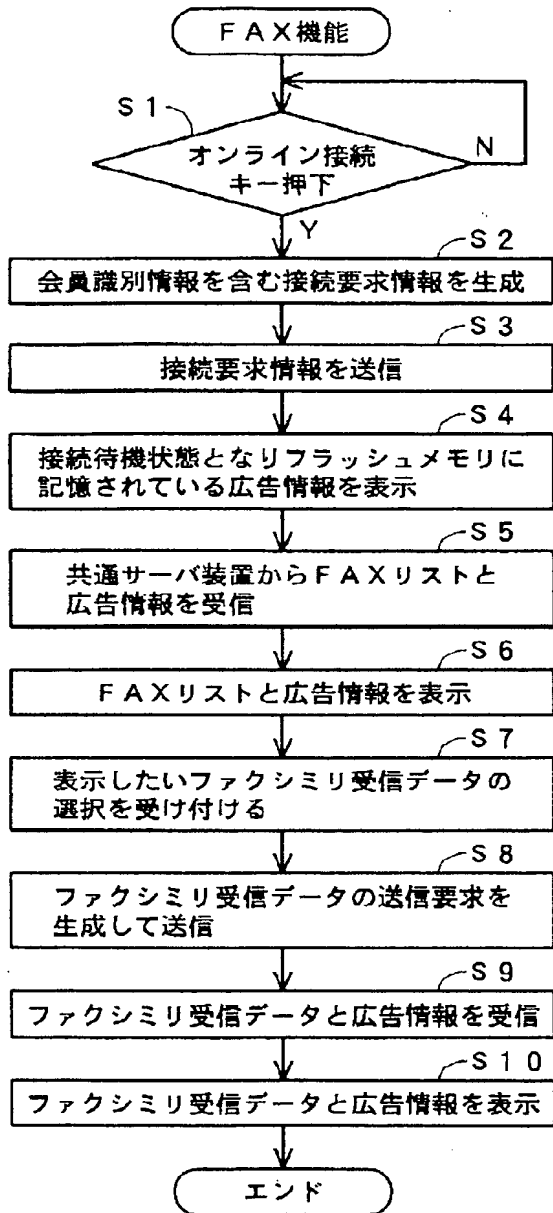 FAX機能
S1
オンライン接続
キー押下
N
Y
S2
会員識別情報を含む接続要求情報を生成
S3
接続要求情報を送信
S4
接続待機状態となりフラッシュメモリに
記憶されている広告情報を表示
S5
共通サーバ装置からFAXリストと
広告情報を受信
S6
FAXリストと広告情報を表示
S7
表示したいファクシミリ受信データの
選択を受け付ける
S8
ファクシミリ受信データの送信要求を
生成して送信
S9
ファクシミリ受信データと広告情報を受信
S10
ファクシミリ受信データと広告情報を表示
エンド